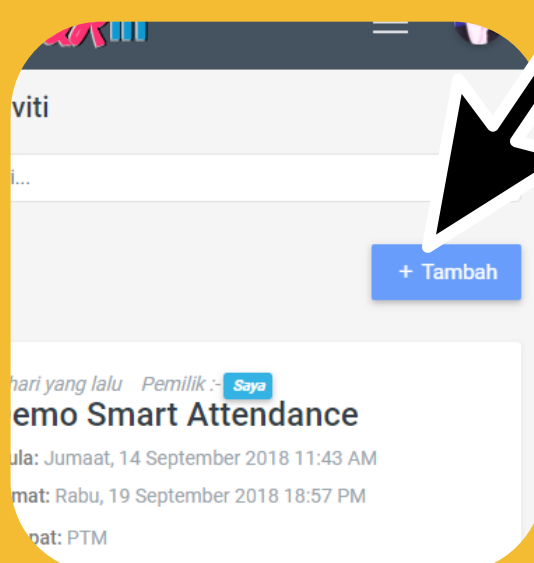 viti
i...
+ Tambah
hari yang lalu Pemilik :- Saya
emo Smart Attendance
ula: Jumaat, 14 September 2018 11:43 AM
mat: Rabu, 19 September 2018 18:57 PM
pat: PTM